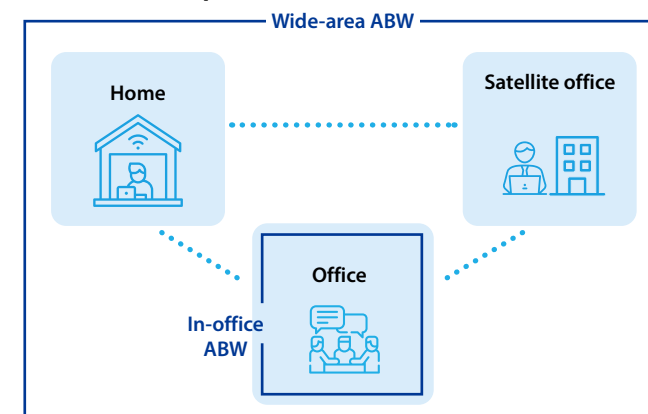 Wide-area ABW
Home
Satellite office
Office
In-office
ABW